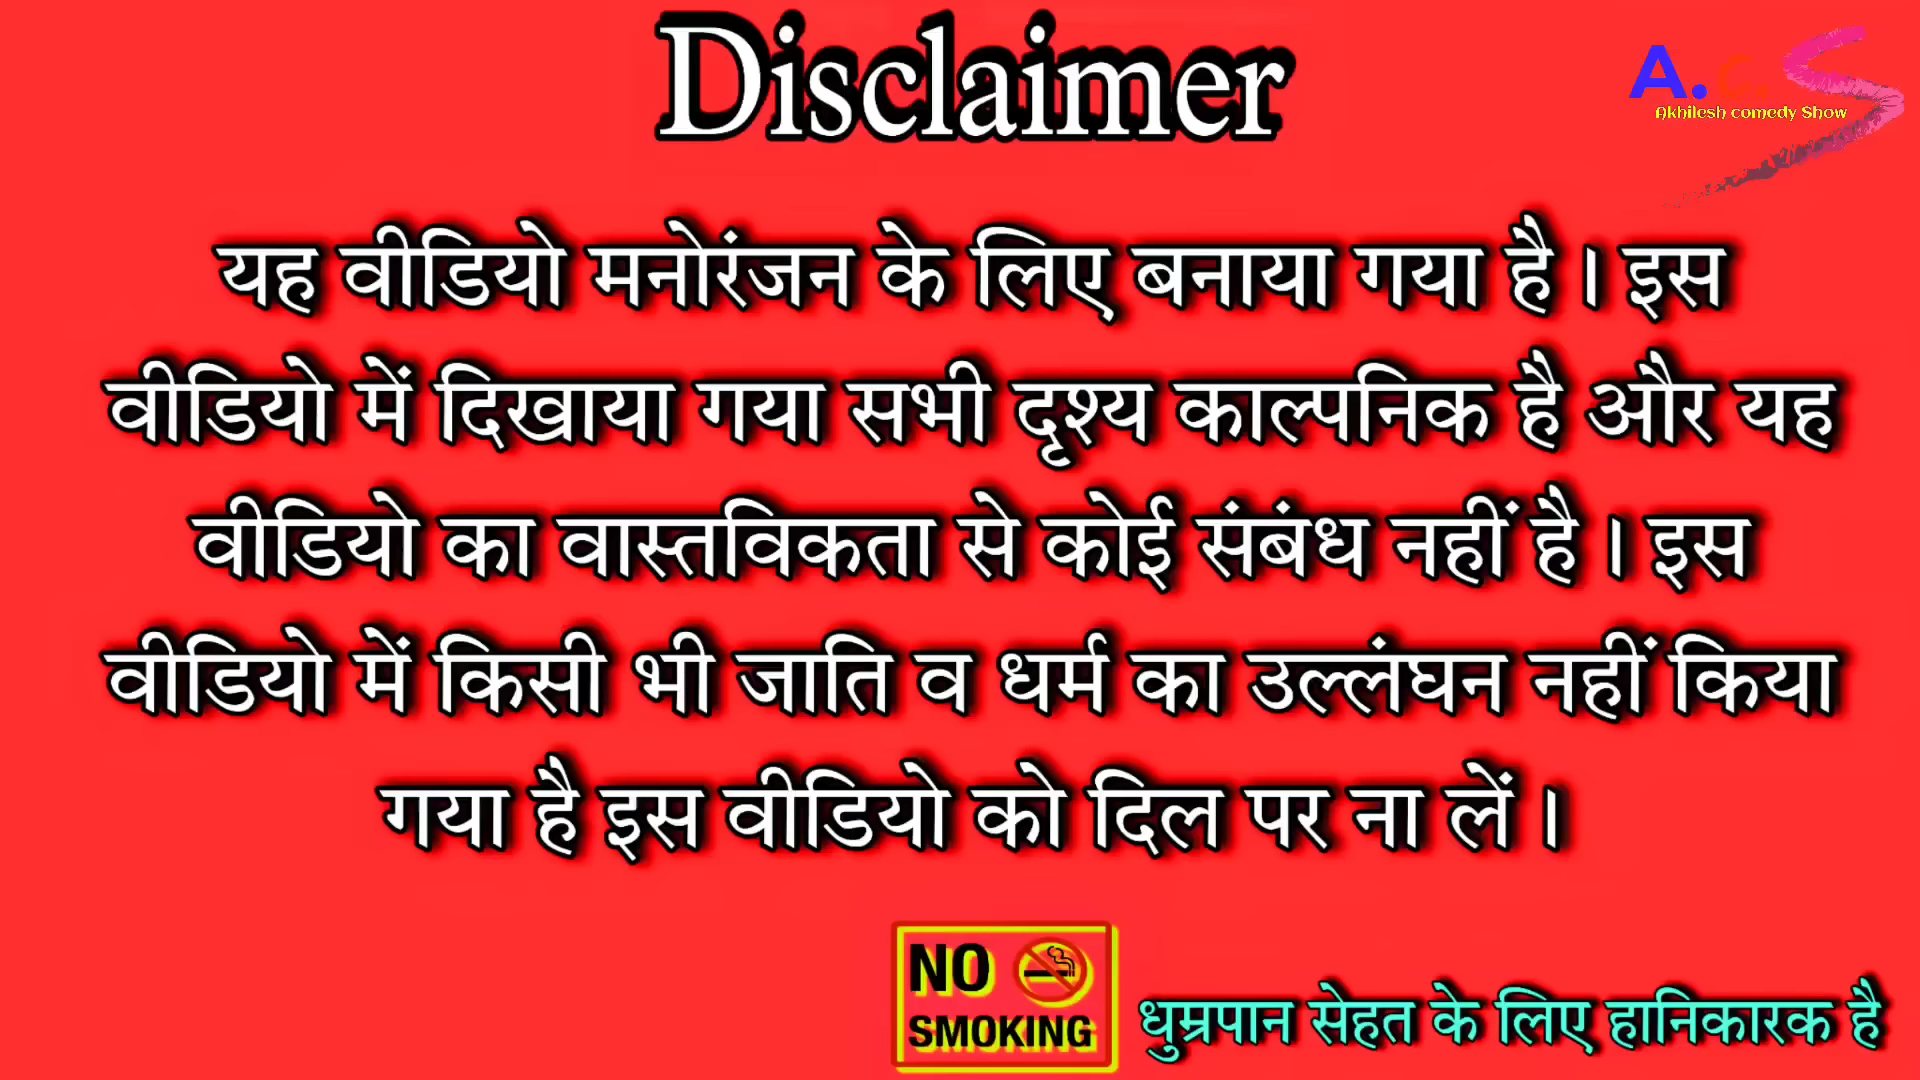 Disclaimer
A.C.S
Akhilesh comedy Show
यह वीडियो मनोरंजन के लिए बनाया गया है। इस
वीडियो में दिखाया गया सभी दृश्य काल्पनिक है और यह
वीडियो का वास्तविकता से कोई संबंध नहीं है। इस
वीडियो में किसी भी जाति व धर्म का उल्लंघन नहीं किया
गया है इस वीडियो को दिल पर ना लें।
NO
SMOKING
धुम्रपान सेहत के लिए हानिकारक है